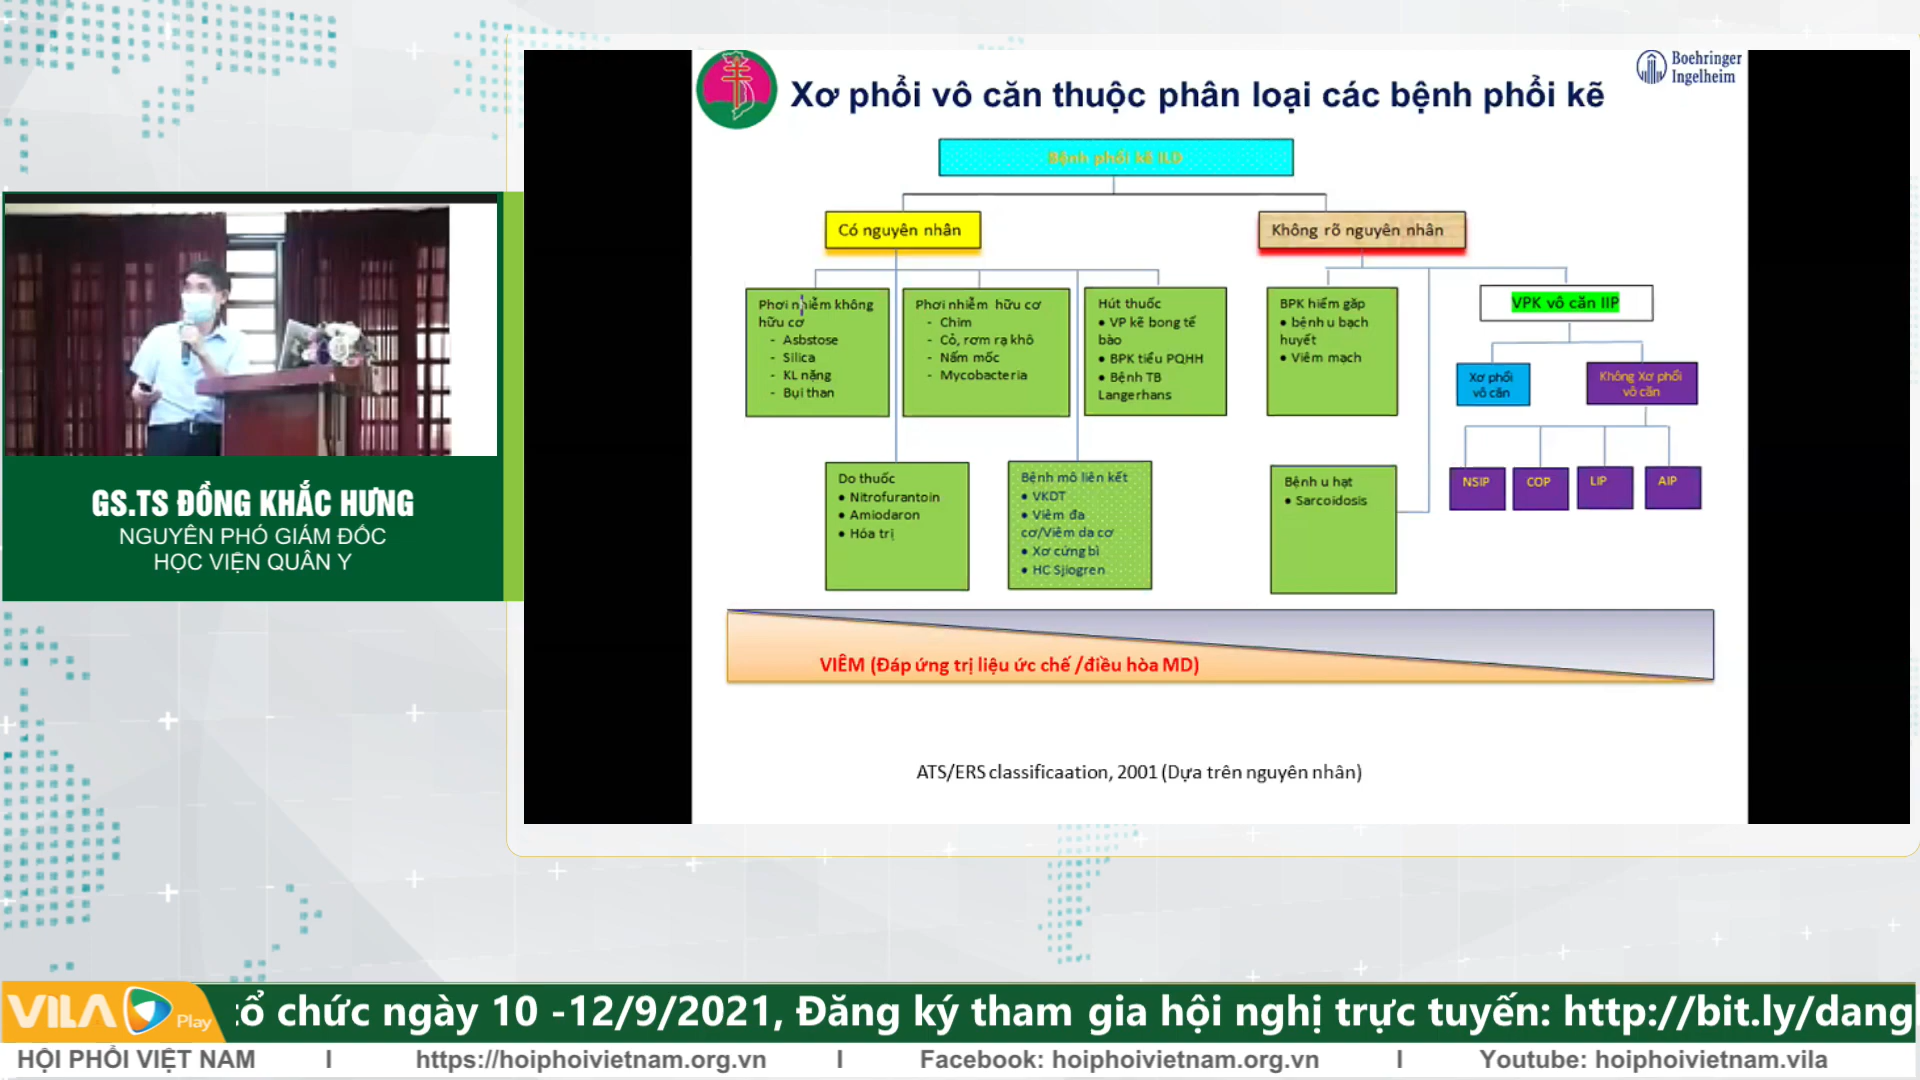 Boehringer
Ingelheim
Xơ phổi vô căn thuộc phân loại các bệnh phổi kẽ
Bệnh phổi kẽ ILD
Có nguyên nhân
Không rõ nguyên nhân
Phơi nhiễm không
hữu cơ
- Asbstose
- Silica
- KL nặng
- Bụi than
Phơi nhiễm hữu cơ
- Chim
- Cỏ, rơm rạ khô
- Nấm mốc
- Mycobacteria
Hút thuốc
• VP kẽ bong tế
bào
• BPK tiểu PQHH
• Bệnh TB
Langerhans
BPK hiếm gặp
• bệnh u bạch
huyết
• Viêm mạch
VPK vô căn IIP
Xơ phổi
vô căn
Không Xơ phổi
vô căn
NSIP
COP
LIP
AIP
Do thuốc
• Nitrofurantoin
• Amiodaron
• Hóa trị
Bệnh mô liên kết
• VKDT
• Viêm đa
cơ/Viêm da cơ
• Xơ cứng bì
• HC Sjiogren
Bệnh u hạt
• Sarcoidosis
VIÊM (Đáp ứng trị liệu ức chế /điều hòa MD)
ATS/ERS classificaation, 2001 (Dựa trên nguyên nhân)
GS.TS ĐỒNG KHẮC HƯNG
NGUYÊN PHÓ GIÁM ĐỐC
HỌC VIỆN QUÂN Y
VILA Play
tổ chức ngày 10 -12/9/2021, Đăng ký tham gia hội nghị trực tuyến: http://bit.ly/dang
HỘI PHỔI VIỆT NAM I https://hoiphoivietnam.org.vn I Facebook: hoiphoivietnam.org.vn I Youtube: hoiphoivietnam.vila